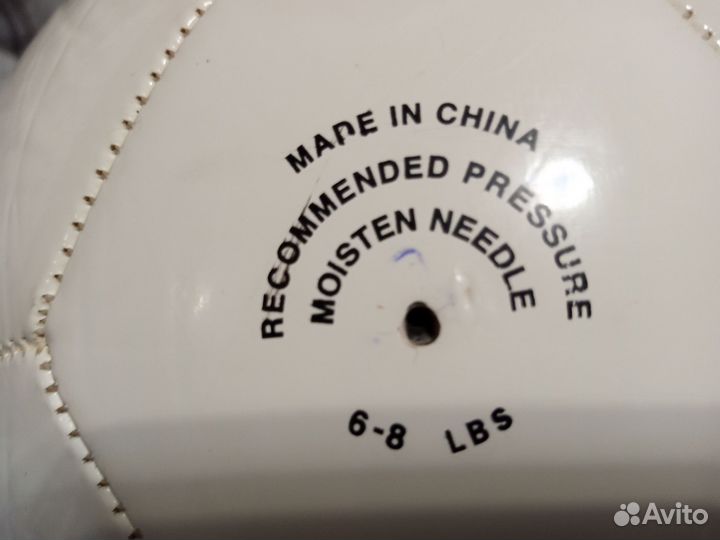 MADE IN CHINA
RECOMMENDED PRESSURE
MOISTEN NEEDLE
6-8 LBS
Avito